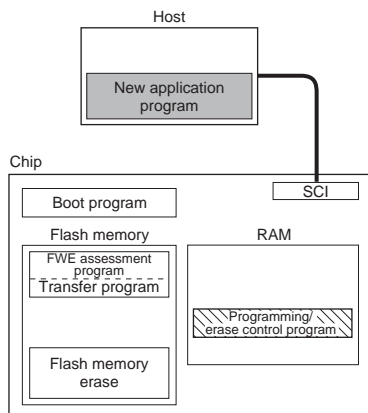 Host
New application
program
Chip
SCI
Boot program
Flash memory
FWE assessment
program
Transfer program
Flash memory
erase
RAM
Programming/
erase control program